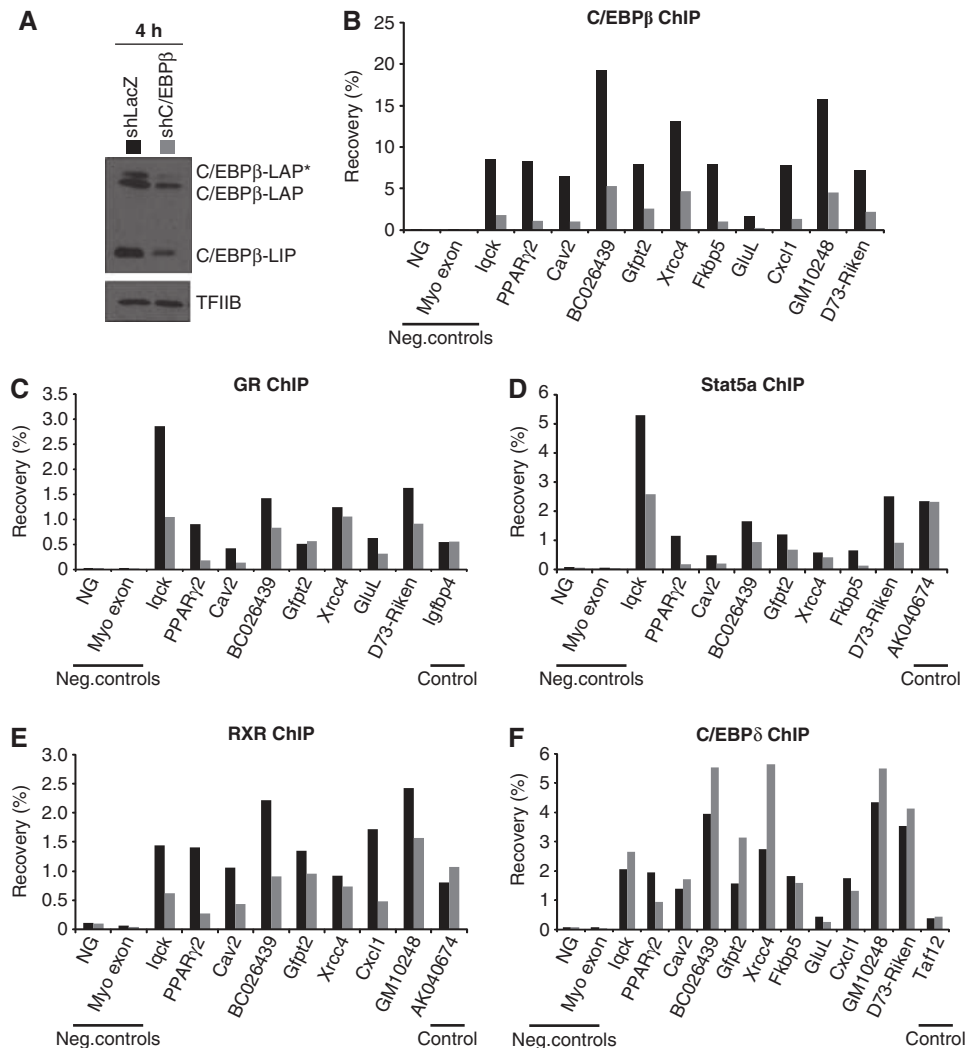 A
4 h
shLacZ
shC/EBPβ
C/EBPβ-LAP*
C/EBPβ-LAP
C/EBPβ-LIP
TFIIB
B
C/EBPβ ChIP
Recovery (%)
25
20
15
10
5
0
NG
Myo exon
Iqck
PPARγ2
Cav2
BC026439
Gfpt2
Xrcc4
Fkbp5
GluL
Cxcl1
GM10248
D73-Riken
Neg.controls
C
GR ChIP
Recovery (%)
3.5
3.0
2.5
2.0
1.5
1.0
0.5
0
NG
Myo exon
Iqck
PPARγ2
Cav2
BC026439
Gfpt2
Xrcc4
GluL
D73-Riken
Igfbp4
Neg.controls
Control
D
Stat5a ChIP
Recovery (%)
6
5
4
3
2
1
0
NG
Myo exon
Iqck
PPARγ2
Cav2
BC026439
Gfpt2
Xrcc4
Fkbp5
D73-Riken
AK040674
Neg.controls
Control
E
RXR ChIP
Recovery (%)
3.0
2.5
2.0
1.5
1.0
0.5
0
NG
Myo exon
Iqck
PPARγ2
Cav2
BC026439
Gfpt2
Xrcc4
Cxcl1
GM10248
AK040674
Neg.controls
Control
F
C/EBPδ ChIP
Recovery (%)
6
5
4
3
2
1
0
NG
Myo exon
Iqck
PPARγ2
Cav2
BC026439
Gfpt2
Xrcc4
Fkbp5
GluL
Cxcl1
GM10248
D73-Riken
Taf12
Neg.controls
Control